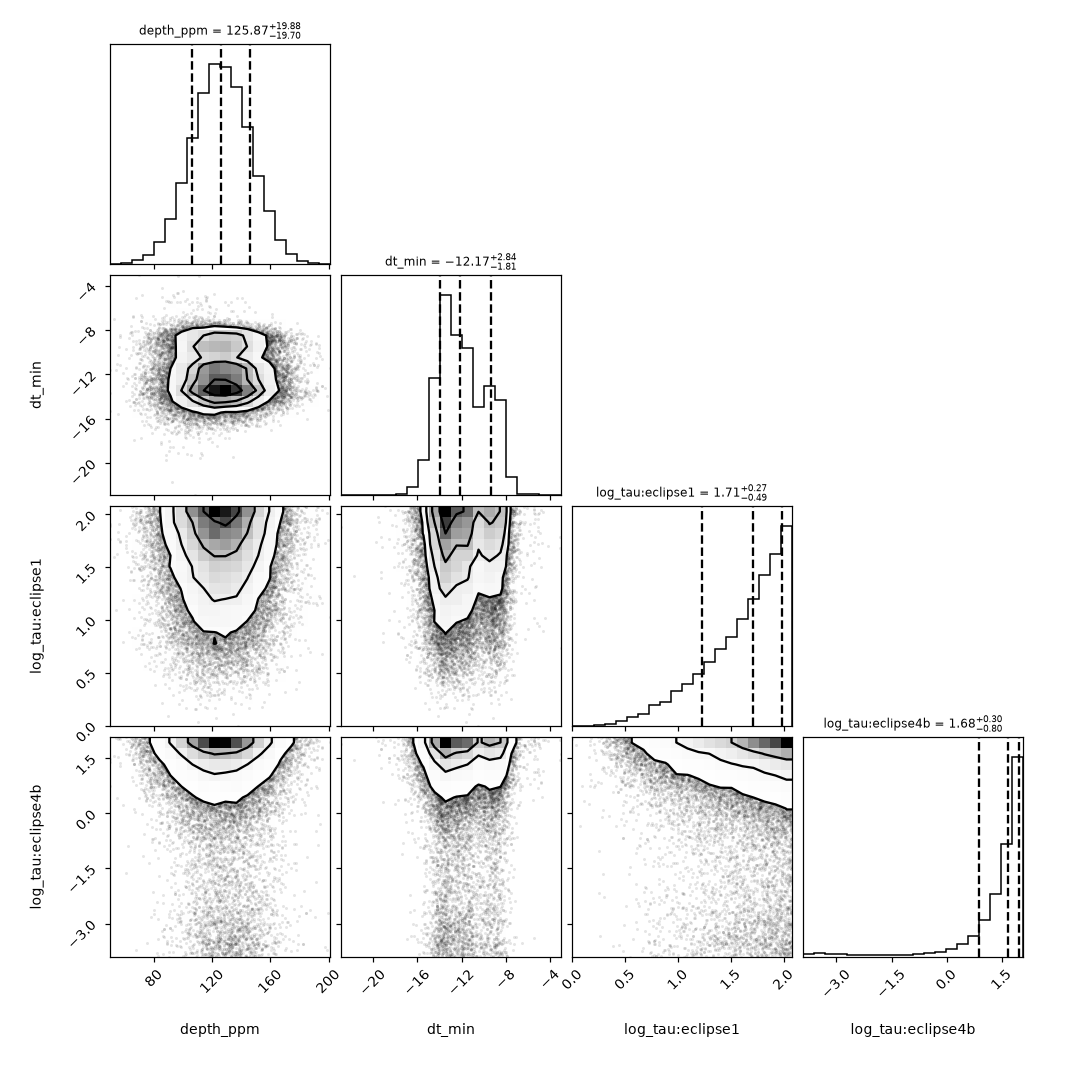 depth_ppm = 125.87+19.88−19.70
dt_min = −12.17+2.84−1.81
−4
−8
−12
−16
−20
dt_min
log_tau:eclipse1 = 1.71+0.27−0.49
2.0
1.5
1.0
0.5
0.0
log_tau:eclipse1
log_tau:eclipse4b = 1.68+0.30−0.80
1.5
0.0
−1.5
−3.0
log_tau:eclipse4b
80 120 160 200 −20 −16 −12 −8 −4 0.0 0.5 1.0 1.5 2.0 −3.0 −1.5 0.0 1.5
depth_ppm dt_min log_tau:eclipse1 log_tau:eclipse4b